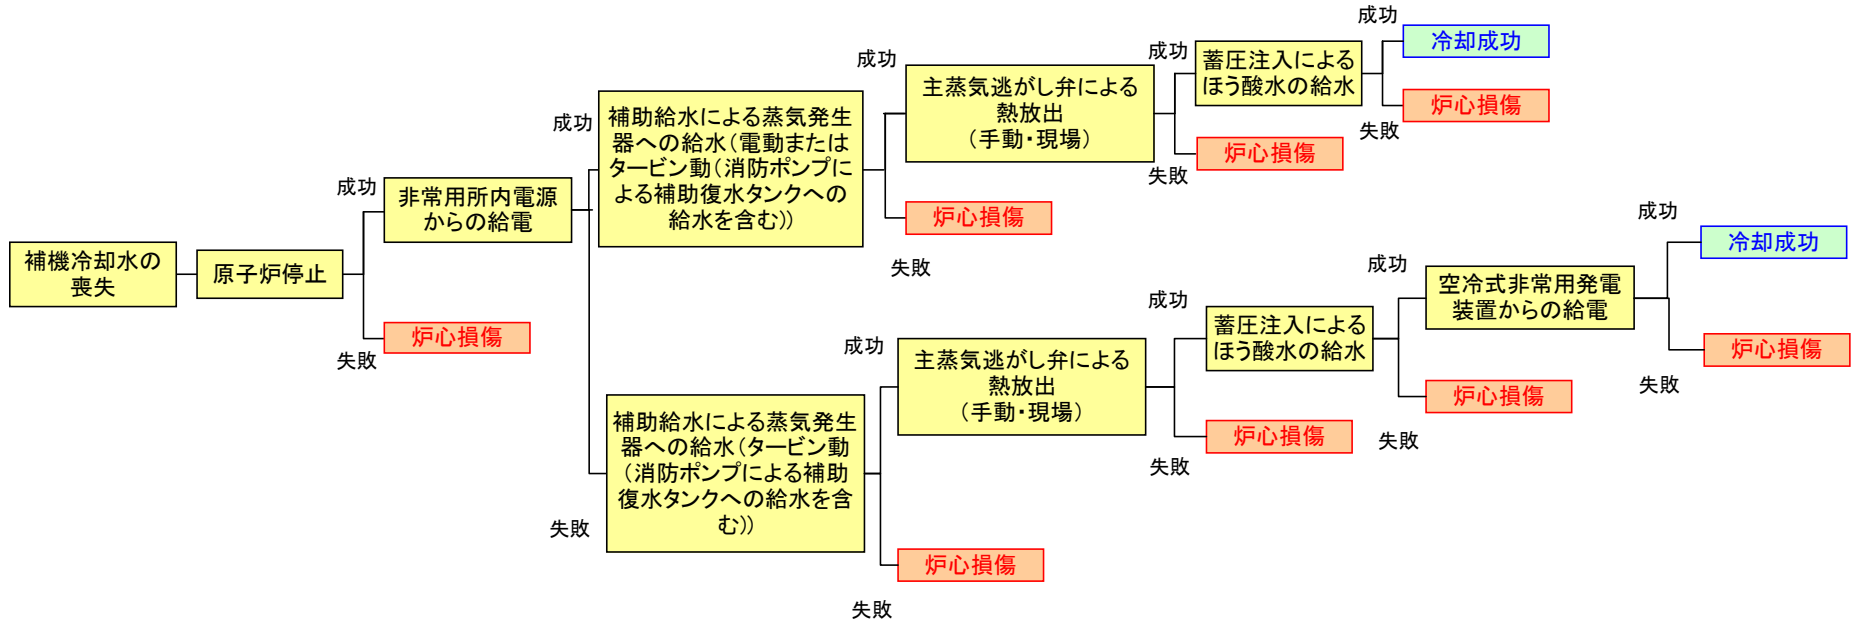 補機冷却水の
喪失
原子炉停止
成功
失敗
非常用所内電源
からの給電
炉心損傷
成功
失敗
補助給水による蒸気発生
器への給水(電動または
タービン動(消防ポンプに
よる補助復水タンクへの
給水を含む))
成功
失敗
主蒸気逃がし弁による
熱放出
(手動・現場)
炉心損傷
成功
失敗
蓄圧注入による
ほう酸水の給水
炉心損傷
成功
失敗
冷却成功
炉心損傷
補助給水による蒸気発生
器への給水(タービン動
(消防ポンプによる補助
復水タンクへの給水を含
む))
成功
失敗
主蒸気逃がし弁による
熱放出
(手動・現場)
炉心損傷
成功
失敗
蓄圧注入による
ほう酸水の給水
炉心損傷
成功
失敗
空冷式非常用発電
装置からの給電
炉心損傷
成功
失敗
冷却成功
炉心損傷